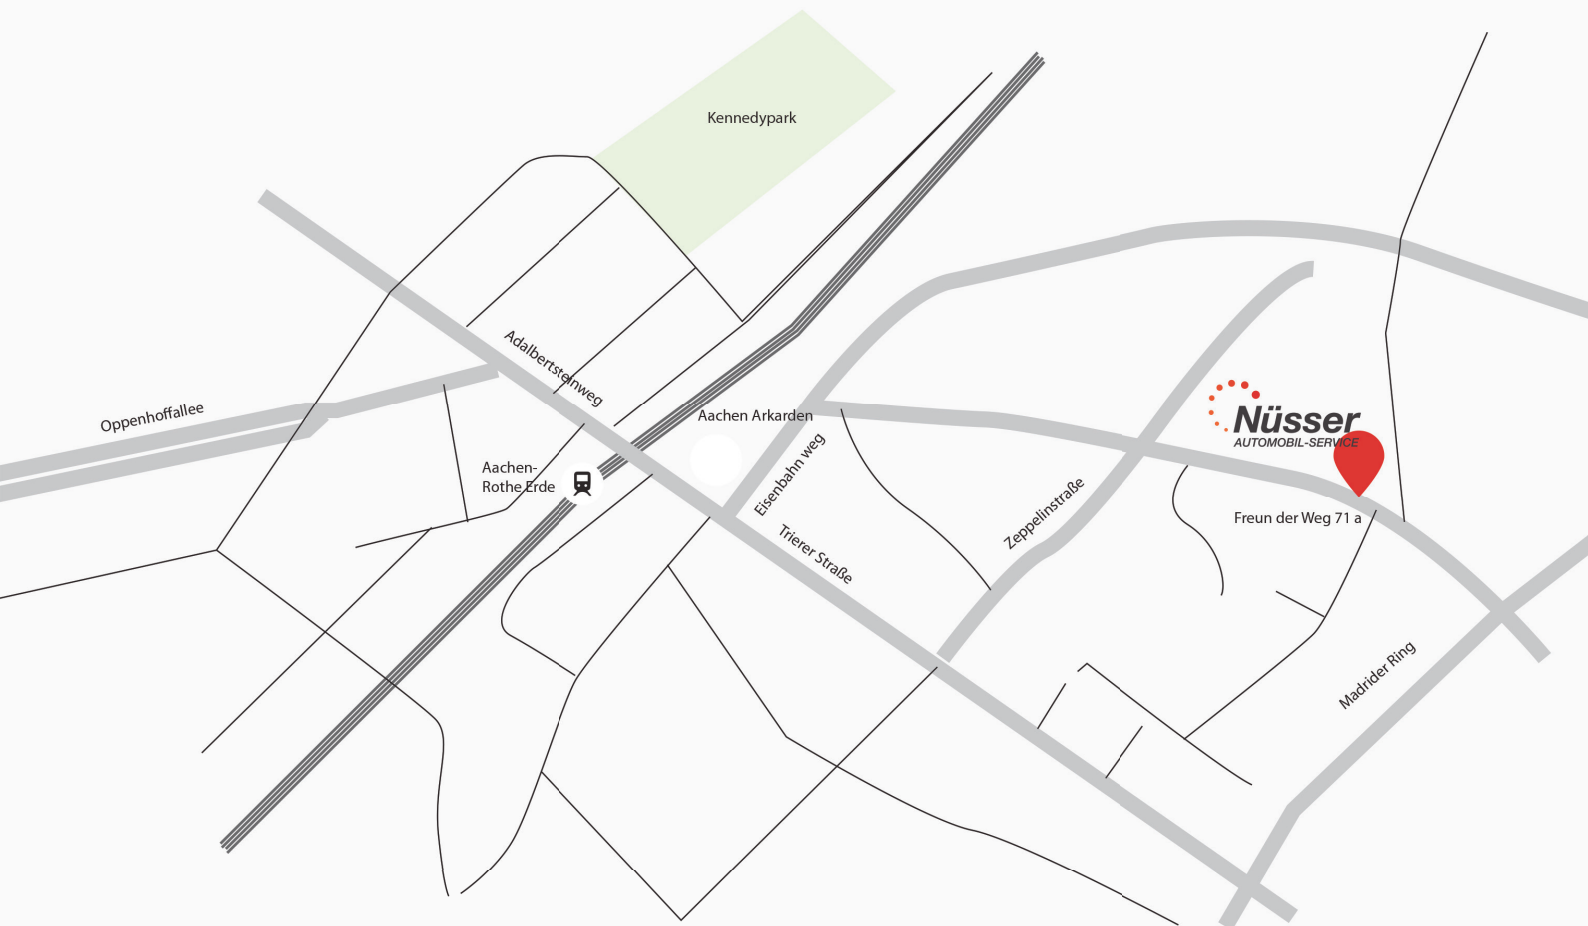 Kennedypark
Adalbertsteinweg
Oppenhoffallee
Aachen Arkarden
Nüsser
AUTOMOBIL-SERVICE
Aachen-
Rothe Erde
Eisenbahn weg
Zeppelinstraße
Freun der Weg 71 a
Trierer Straße
Madrider Ring